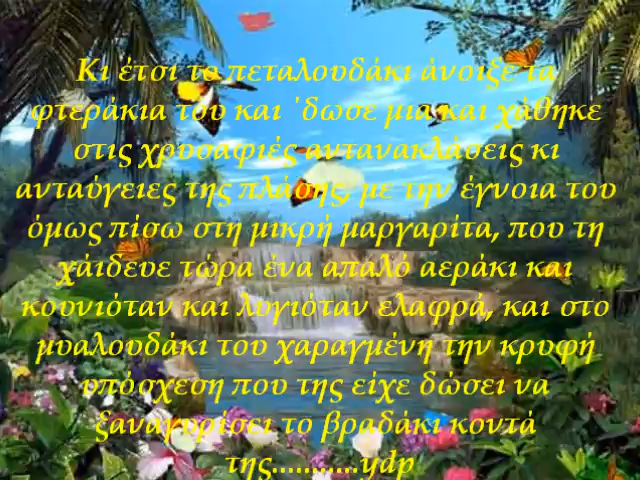 Κι έτσι το πεταλουδάκι άνοιξε τα
φτεράκια του και ΄δωσε μια και χάθηκε
στις χρυσαφιές αντανακλάσεις κι
ανταύγειες της πλάσης, με την έγνοια του
όμως πίσω στη μικρή μαργαρίτα, που τη
χάιδευε τώρα ένα απαλό αεράκι και
κουνιόταν και λυγιόταν ελαφρά, και στο
μυαλουδάκι του χαραγμένη την κρυφή
υπόσχεση που της είχε δώσει να
ξαναγυρίσει το βραδάκι κοντά
της...........ydp